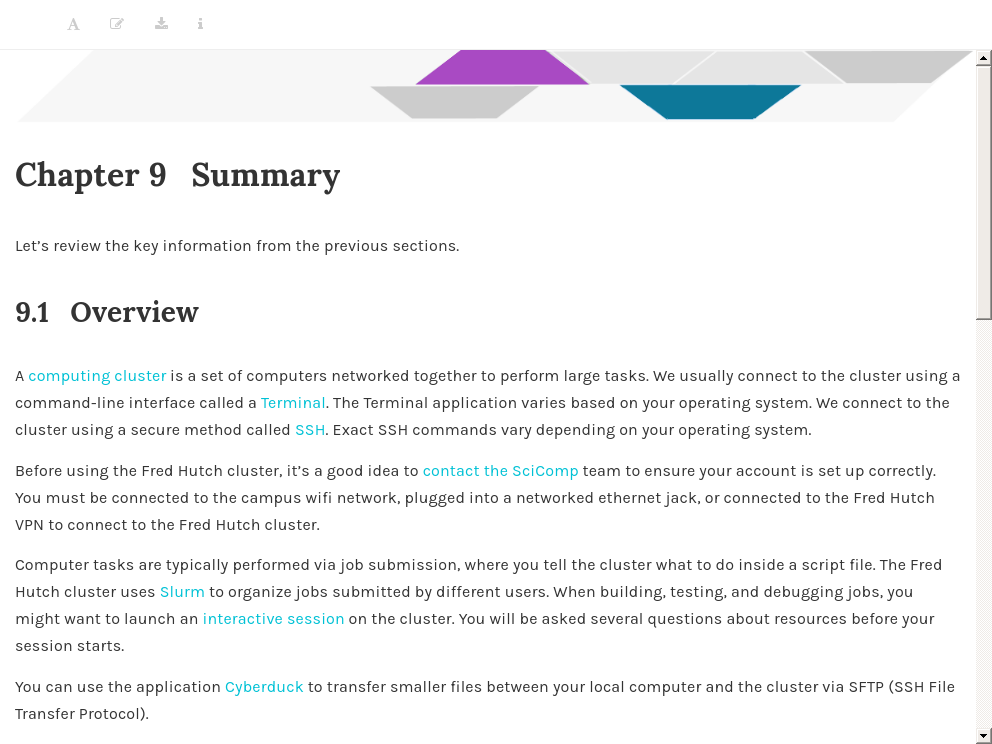 Chapter 9 Summary
Let’s review the key information from the previous sections.
9.1 Overview
A computing cluster is a set of computers networked together to perform large tasks. We usually connect to the cluster using a
command-line interface called a Terminal. The Terminal application varies based on your operating system. We connect to the
cluster using a secure method called SSH. Exact SSH commands vary depending on your operating system.
Before using the Fred Hutch cluster, it’s a good idea to contact the SciComp team to ensure your account is set up correctly.
You must be connected to the campus wifi network, plugged into a networked ethernet jack, or connected to the Fred Hutch
VPN to connect to the Fred Hutch cluster.
Computer tasks are typically performed via job submission, where you tell the cluster what to do inside a script file. The Fred
Hutch cluster uses Slurm to organize jobs submitted by different users. When building, testing, and debugging jobs, you
might want to launch an interactive session on the cluster. You will be asked several questions about resources before your
session starts.
You can use the application Cyberduck to transfer smaller files between your local computer and the cluster via SFTP (SSH File
Transfer Protocol).